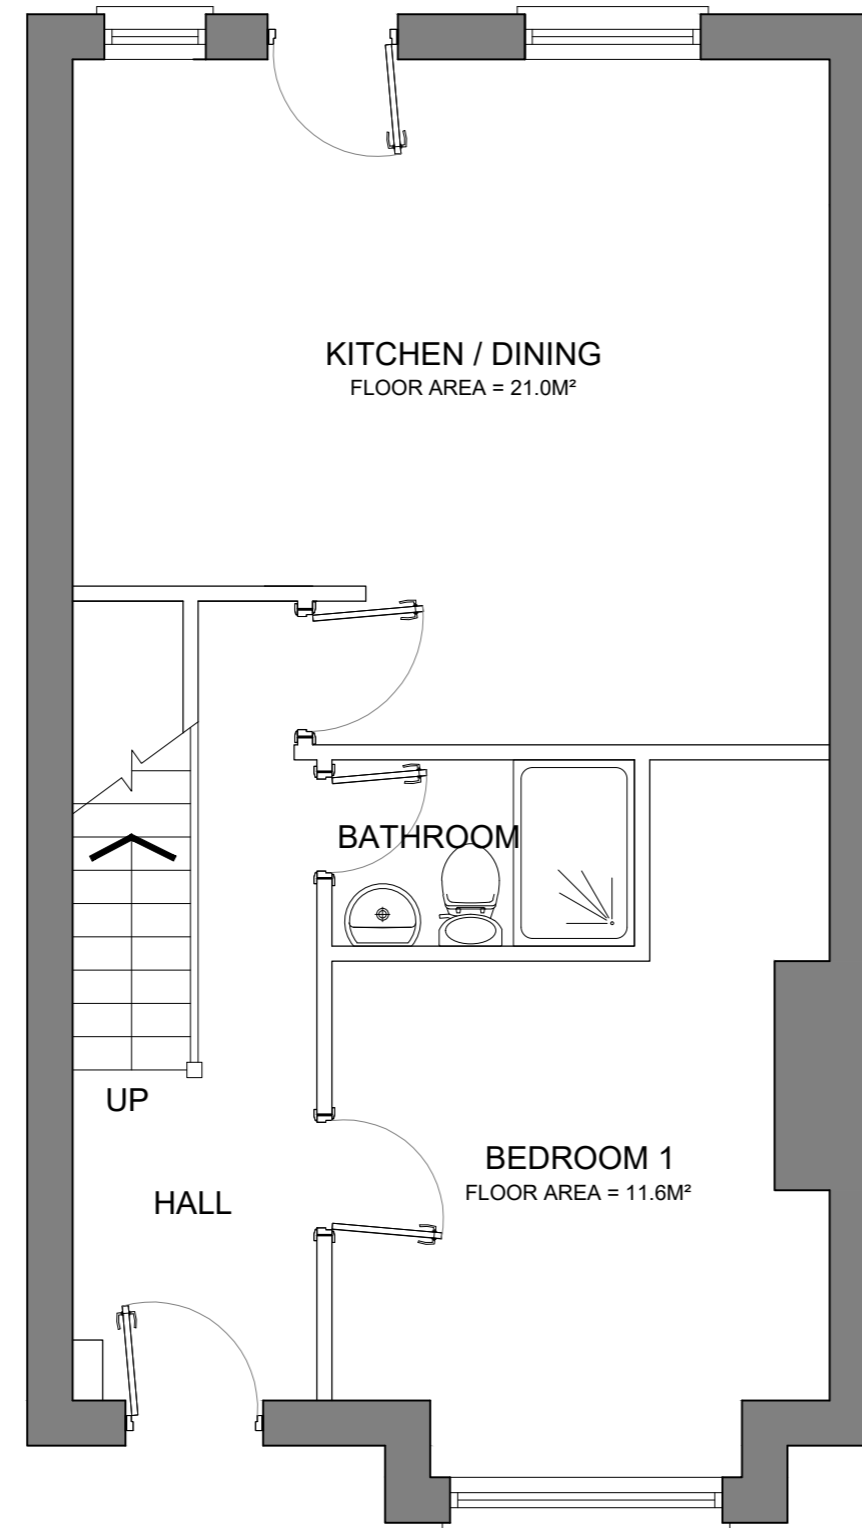 KITCHEN / DINING
FLOOR AREA = 21.0M²
BATHROOM
UP
BEDROOM 1
FLOOR AREA = 11.6M²
HALL